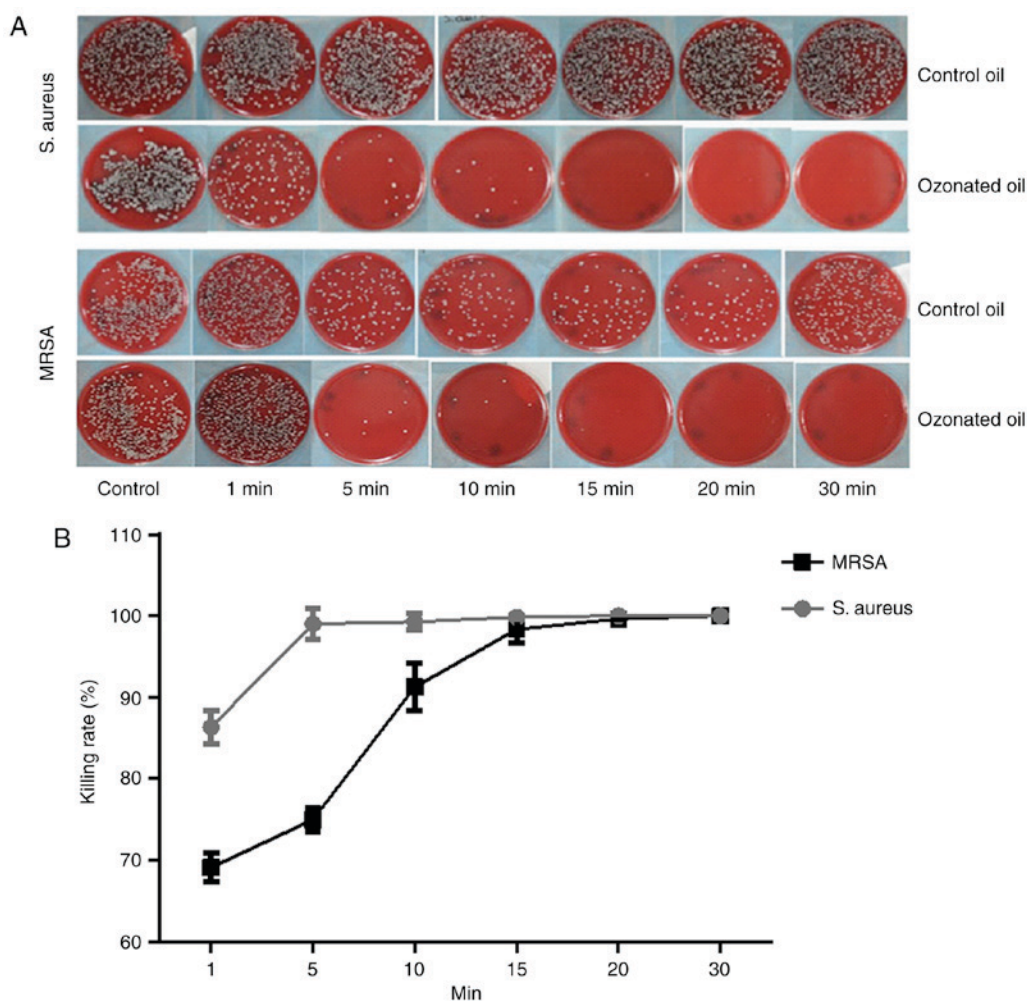 A
S. aureus
Control oil
Ozonated oil
MRSA
Control oil
Ozonated oil
Control 1 min 5 min 10 min 15 min 20 min 30 min
B
110
100
90
80
70
60
Killing rate (%)
1 5 10 15 20 30
Min
MRSA
S. aureus